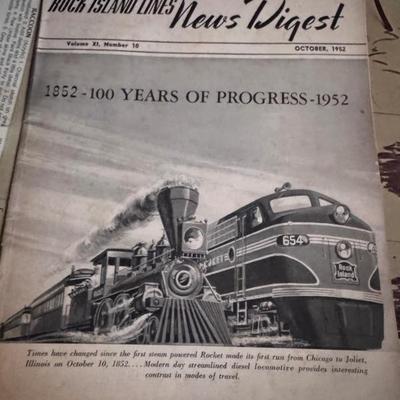 ROCK ISLAND LINES
News Digest
Volume XI, Number 10
OCTOBER, 1952
1852-100 YEARS OF PROGRESS-1952
654
ROCKET
Rock
Island
Times have changed since the first steam powered Rocket made its first run from Chicago to Joliet,
Illinois on October 10, 1852. . . . Modern day streamlined diesel locomotive provides interesting
contrast in modes of travel.
RACCOON